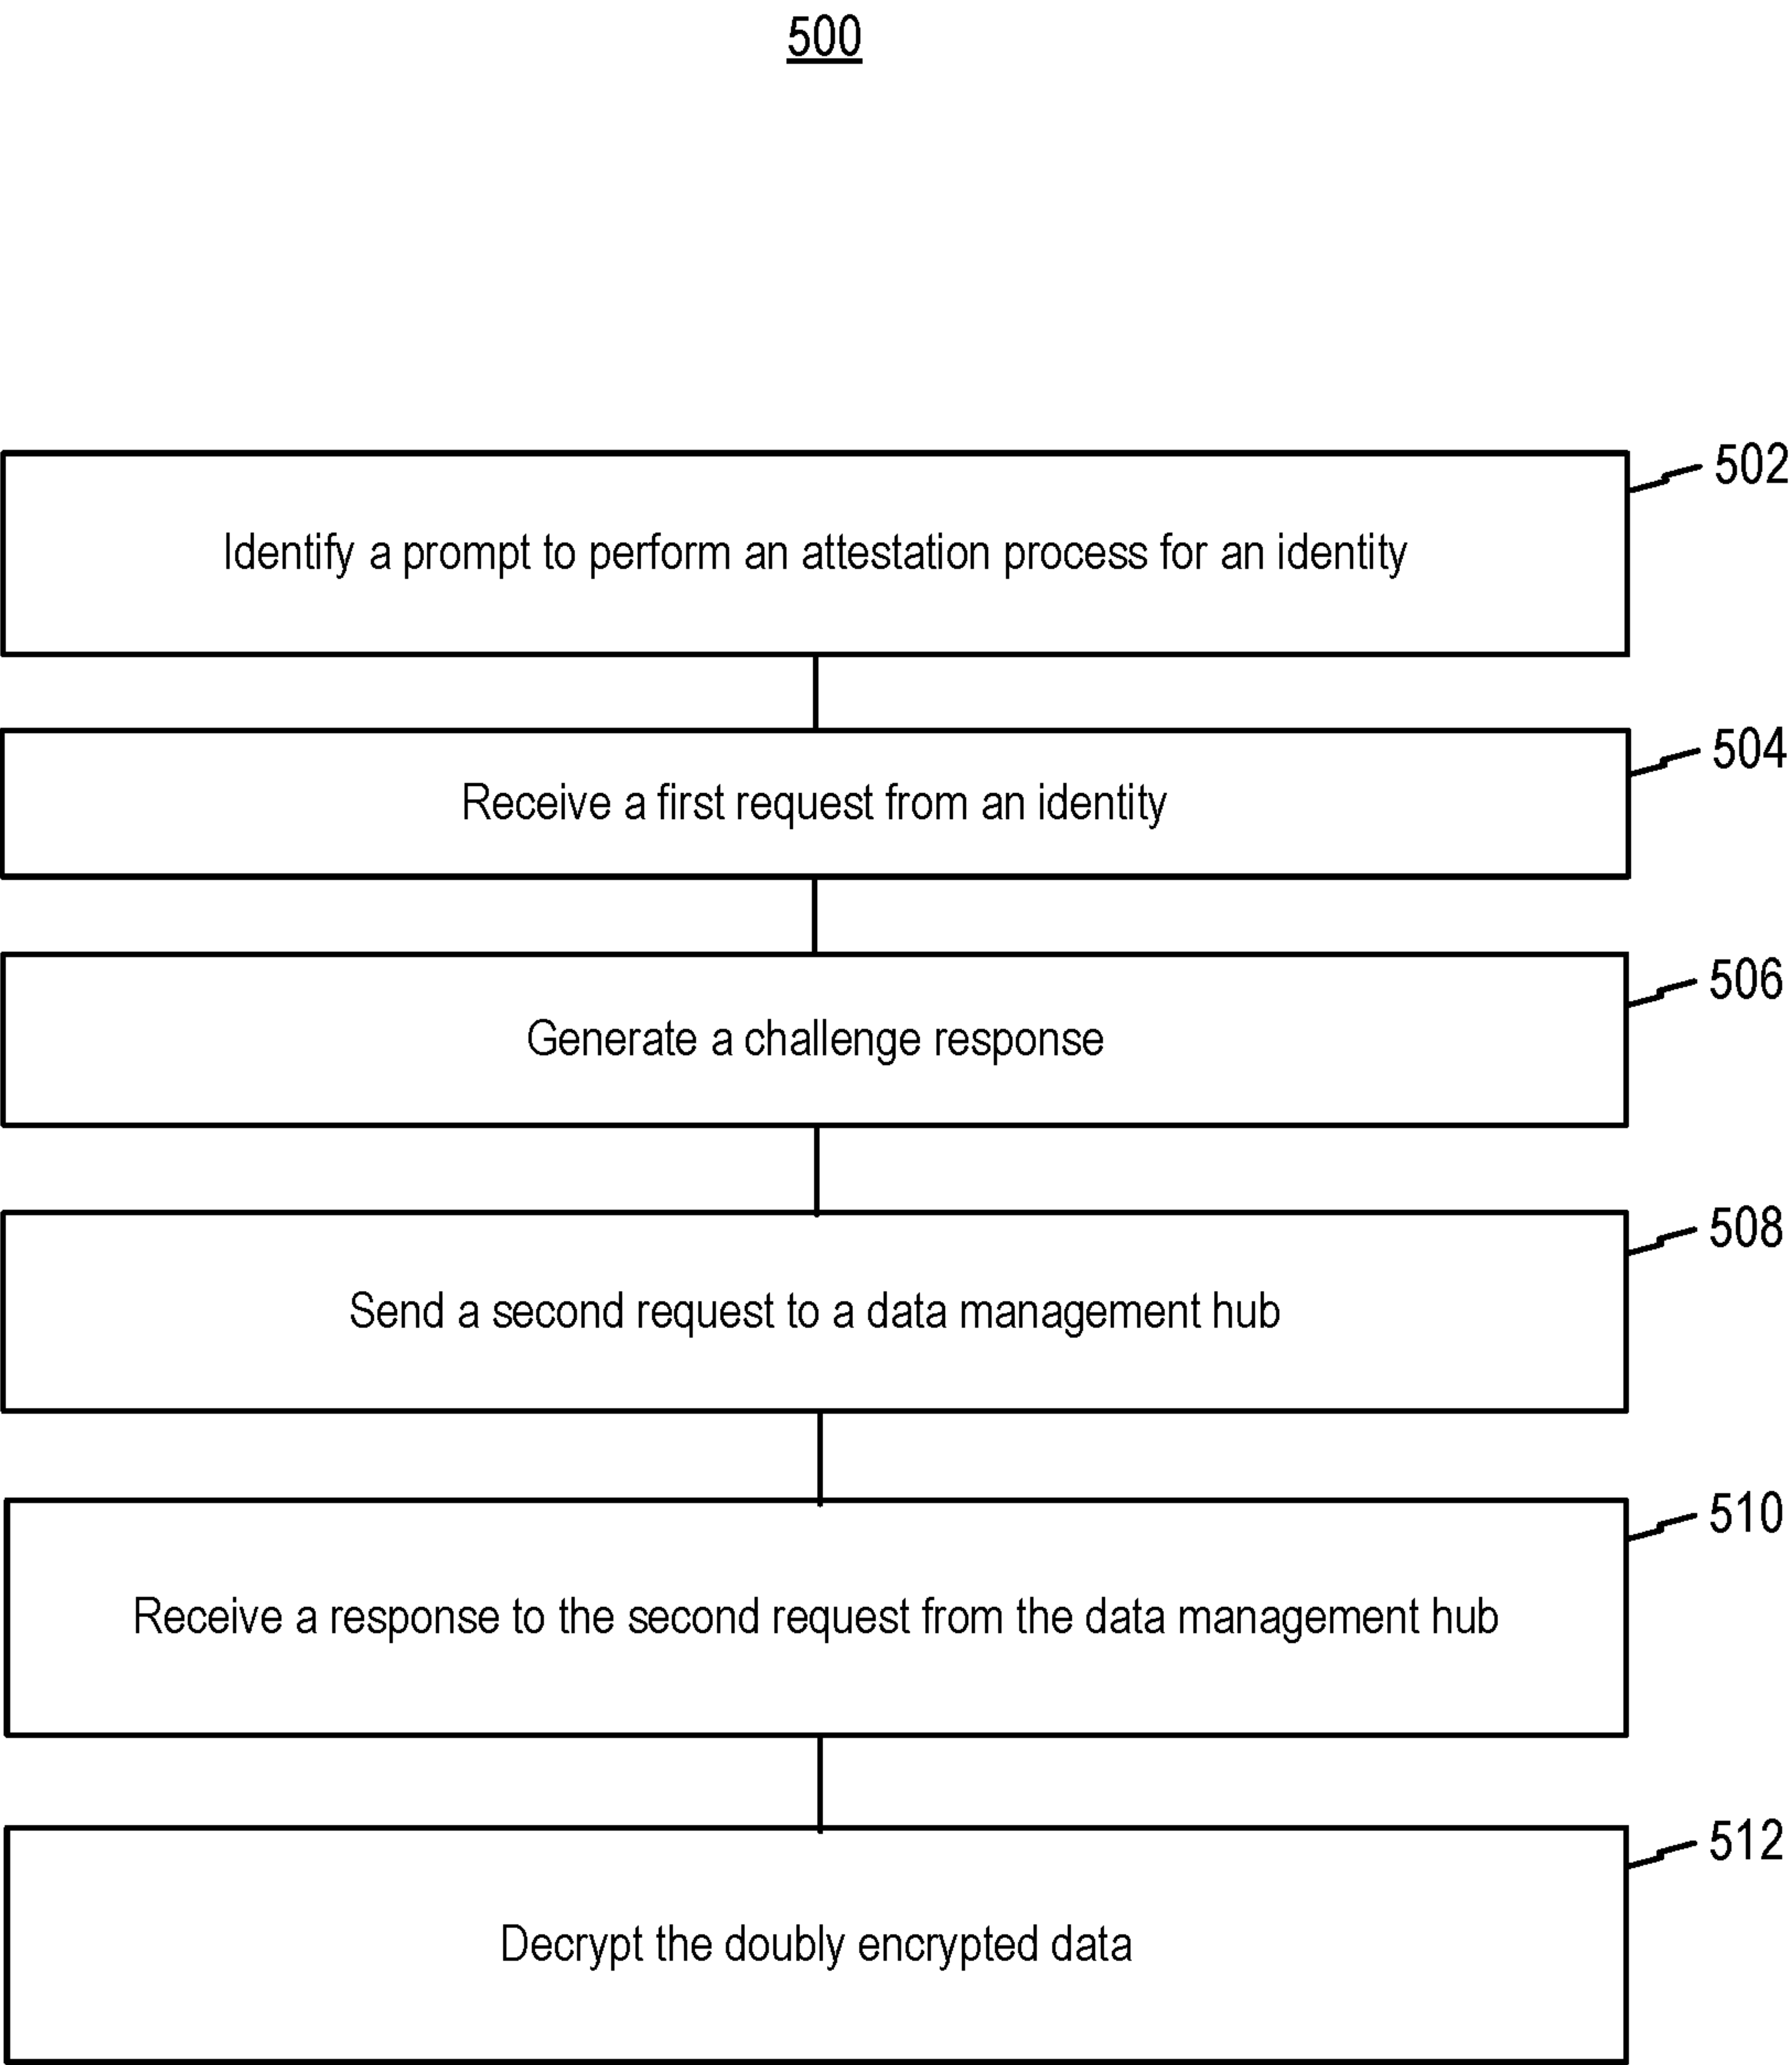 500
502
Identify a prompt to perform an attestation process for an identity
504
Receive a first request from an identity
506
Generate a challenge response
508
Send a second request to a data management hub
510
Receive a response to the second request from the data management hub
512
Decrypt the doubly encrypted data